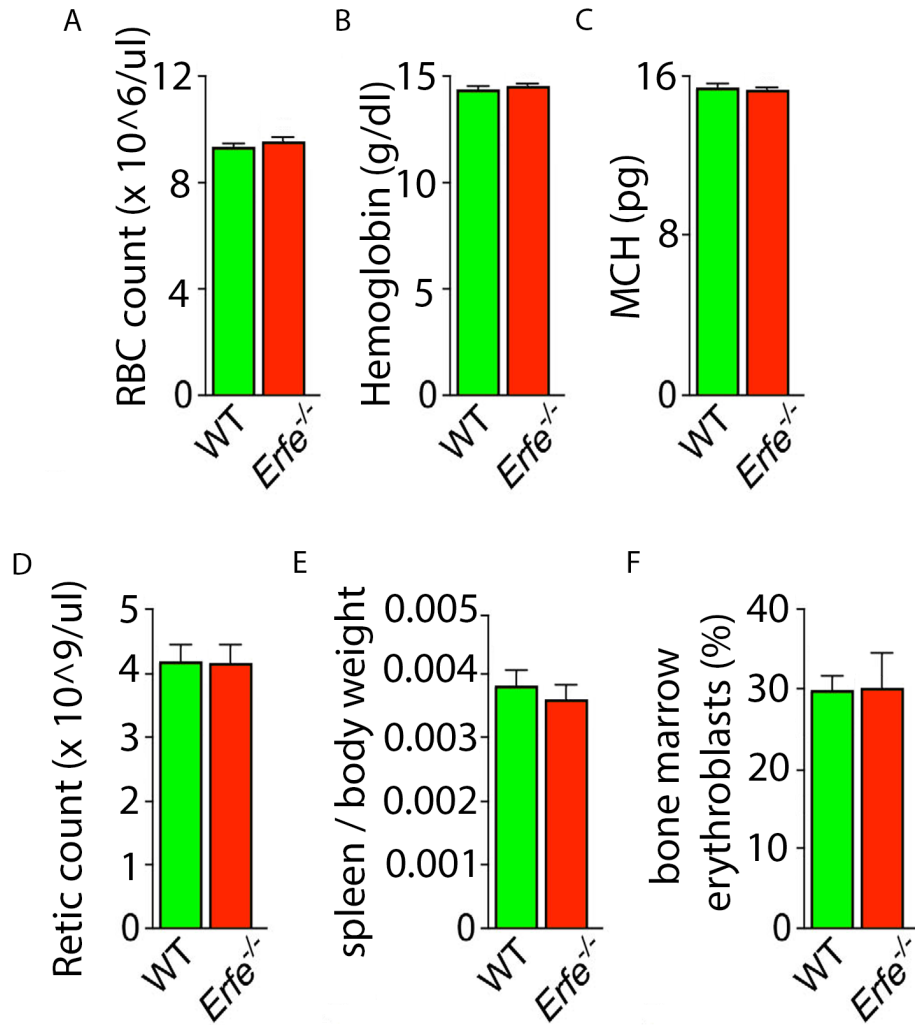 A
RBC count (x 10^6/ul)
12
8
4
0
WT
Erfe-/-
B
Hemoglobin (g/dl)
15
10
5
0
WT
Erfe-/-
C
MCH (pg)
16
8
0
WT
Erfe-/-
D
Retic count (x 10^9/ul)
5
4
3
2
1
0
WT
Erfe-/-
E
spleen / body weight
0.005
0.004
0.003
0.002
0.001
0
WT
Erfe-/-
F
bone marrow
erythroblasts (%)
40
30
20
10
0
WT
Erfe-/-